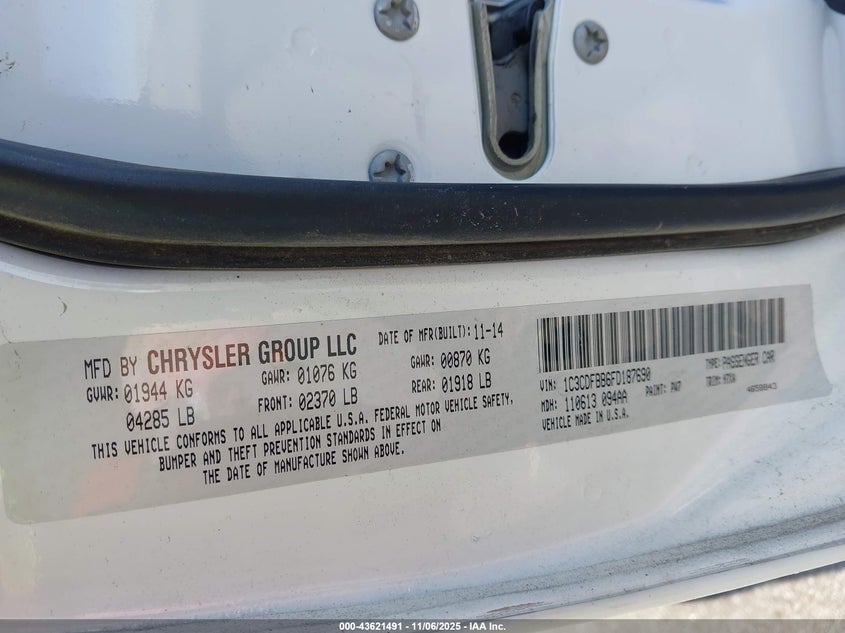 MFD BY CHRYSLER GROUP LLC
DATE OF MFR(BUILT): 11-14
GVWR: 01944 KG
GAWR: 01076 KG
GAWR: 00870 KG
04285 LB
FRONT: 02370 LB
REAR: 01918 LB
THIS VEHICLE CONFORMS TO ALL APPLICABLE U.S.A. FEDERAL MOTOR VEHICLE SAFETY,
BUMPER AND THEFT PREVENTION STANDARDS IN EFFECT ON
THE DATE OF MANUFACTURE SHOWN ABOVE.
VIN: 1C3CDFBB6FD187690
TYPE: PASSENGER CAR
MDH: 110613 094AA
PAINT: PW7
TRIM:
VEHICLE MADE IN U.S.A.
000-43621491 - 11/06/2025 - IAA Inc.